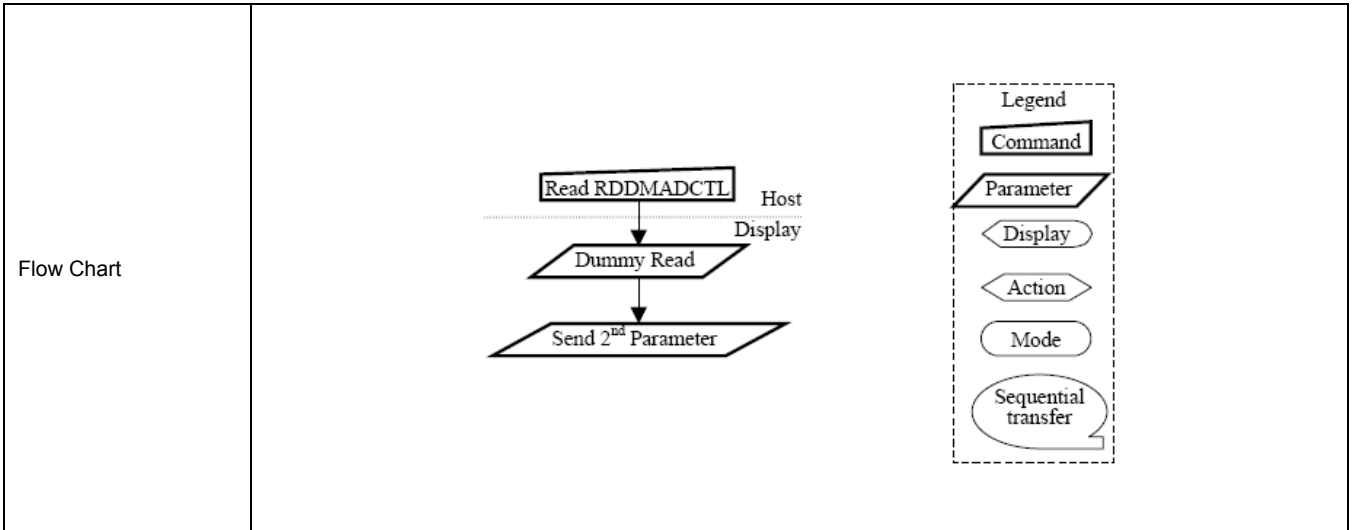 Flow Chart
Read RDDMADCTL
Host
Display
Dummy Read
Send 2nd Parameter
Legend
Command
Parameter
Display
Action
Mode
Sequential
transfer